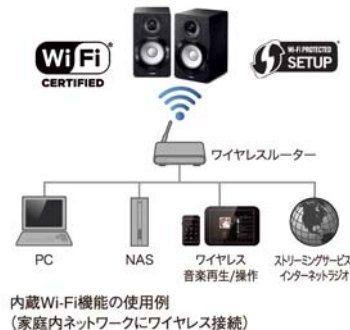 Wi Fi
CERTIFIED
WI-FI PROTECTED
SETUP
ワイヤレスルーター
PC
NAS
ワイヤレス
音楽再生/操作
ストリーミングサービス
インターネットラジオ
内蔵Wi-Fi機能の使用例
(家庭内ネットワークにワイヤレス接続)